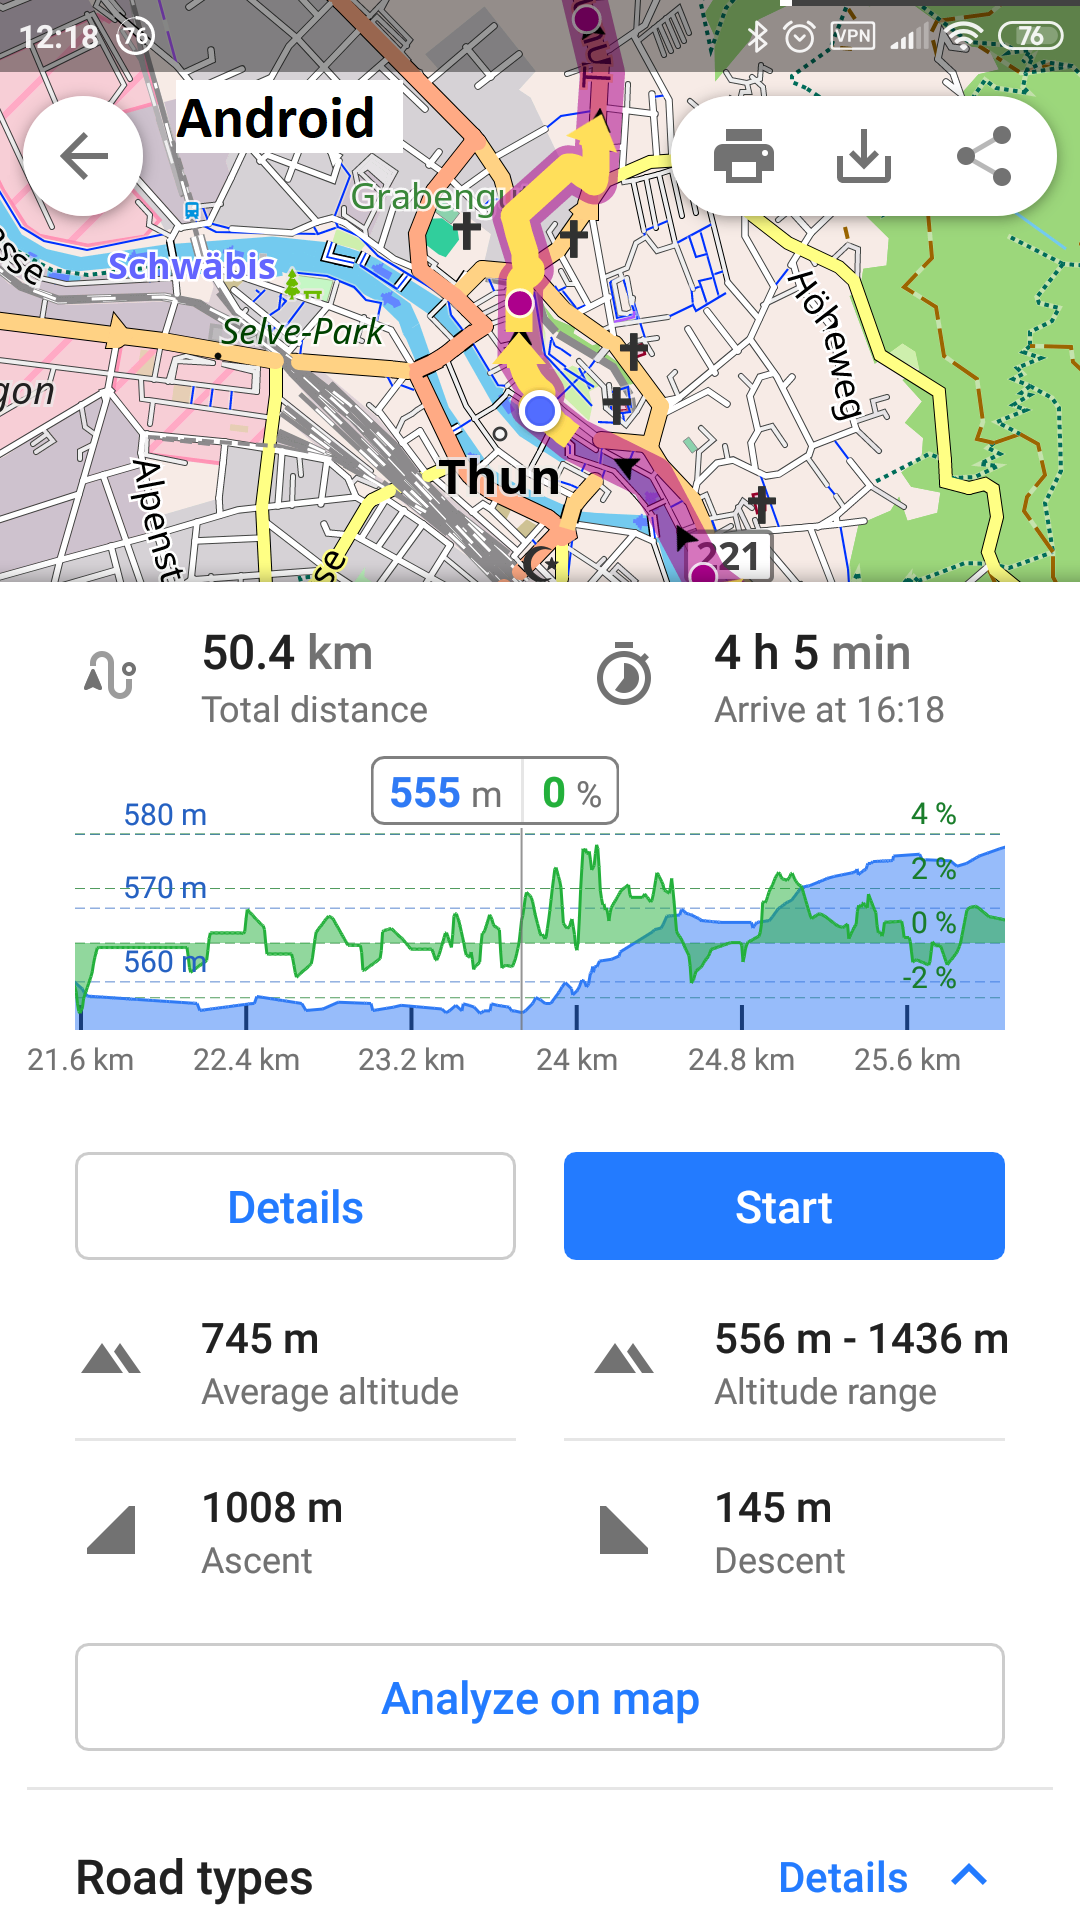 12:18 76 VPN 76
Android
Grabengu
Schwäbis
Selve-Park
Höheweg
gon
Alpenst
Thun
se
221
50.4 km
Total distance
4 h 5 min
Arrive at 16:18
555 m 0 %
580 m 4 %
570 m 2 %
0 %
560 m -2 %
21.6 km 22.4 km 23.2 km 24 km 24.8 km 25.6 km
Details Start
745 m
Average altitude
556 m - 1436 m
Altitude range
1008 m
Ascent
145 m
Descent
Analyze on map
Road types Details